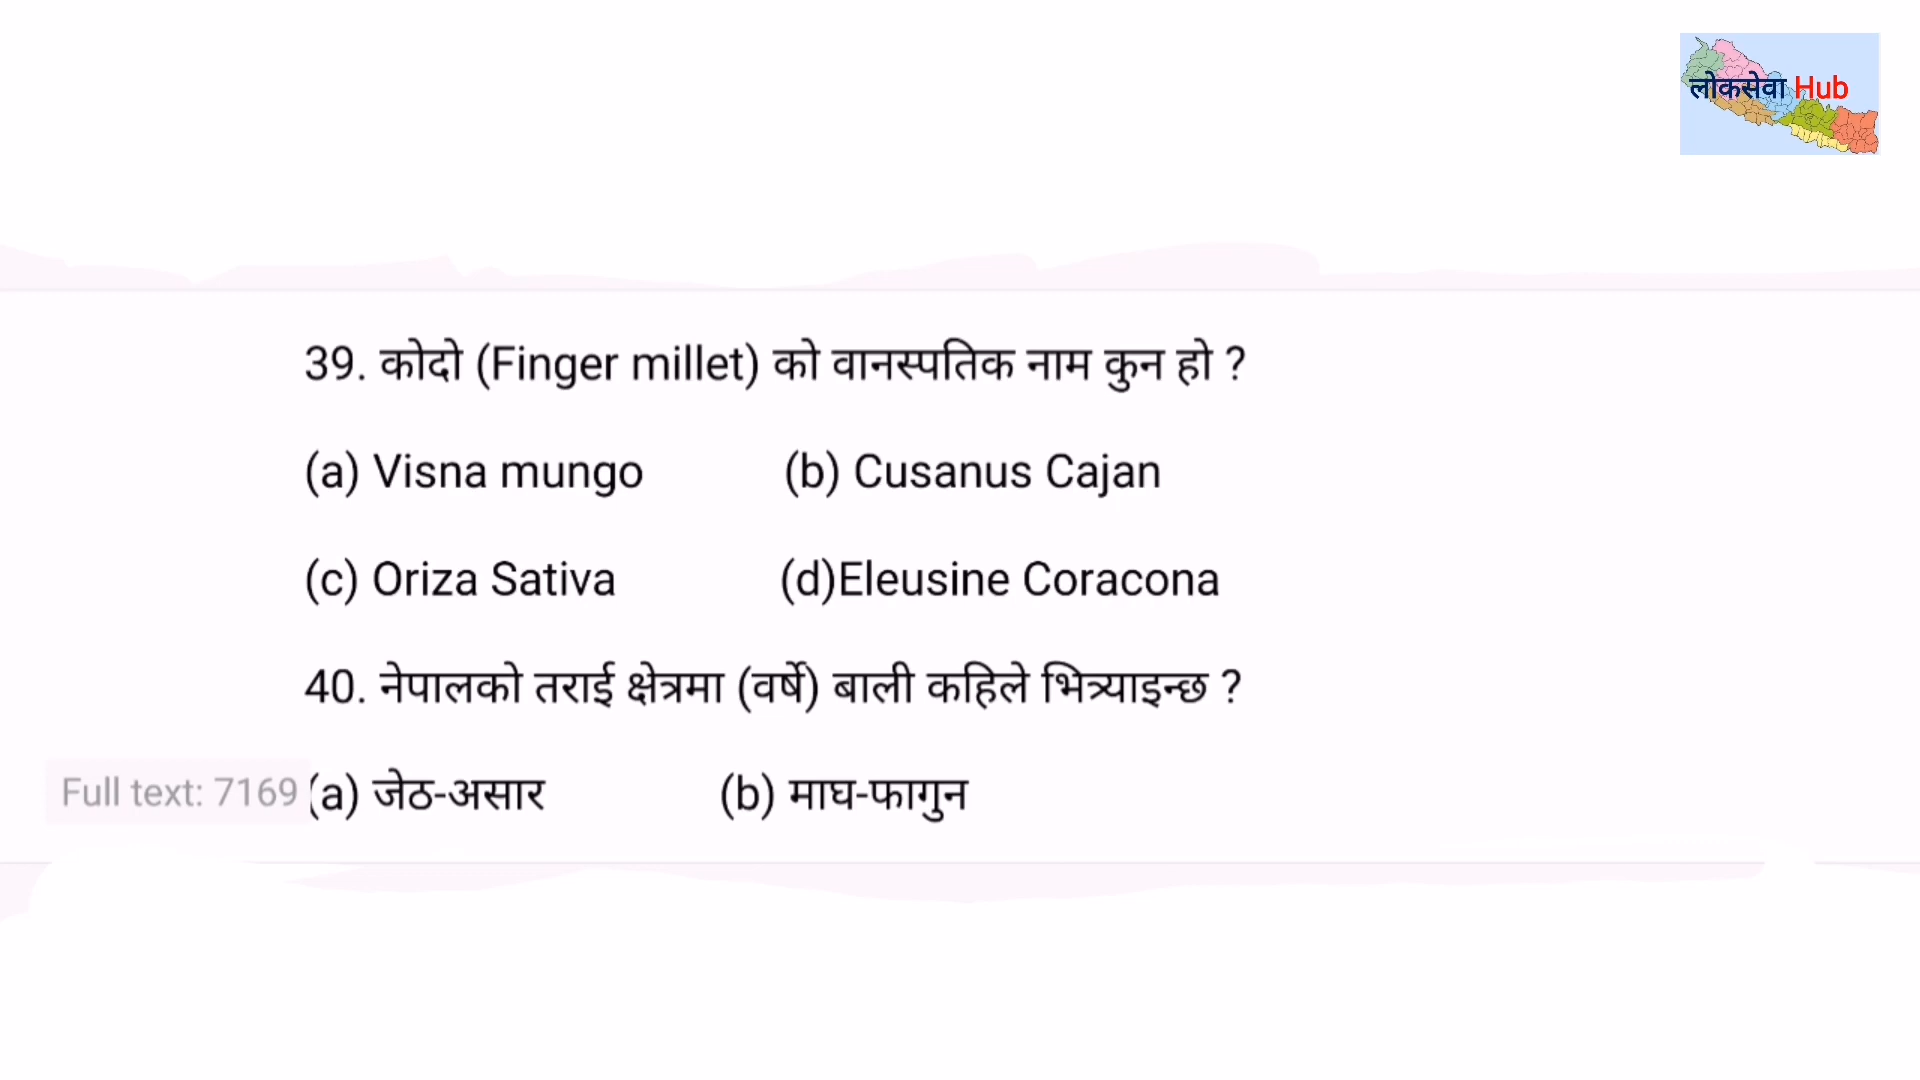 लोकसेवा Hub
39. कोदो (Finger millet) को वानस्पतिक नाम कुन हो ?
(a) Visna mungo (b) Cusanus Cajan
(c) Oriza Sativa (d)Eleusine Coracona
40. नेपालको तराई क्षेत्रमा (वर्षे) बाली कहिले भित्र्याइन्छ ?
Full text: 7169 (a) जेठ-असार (b) माघ-फागुन